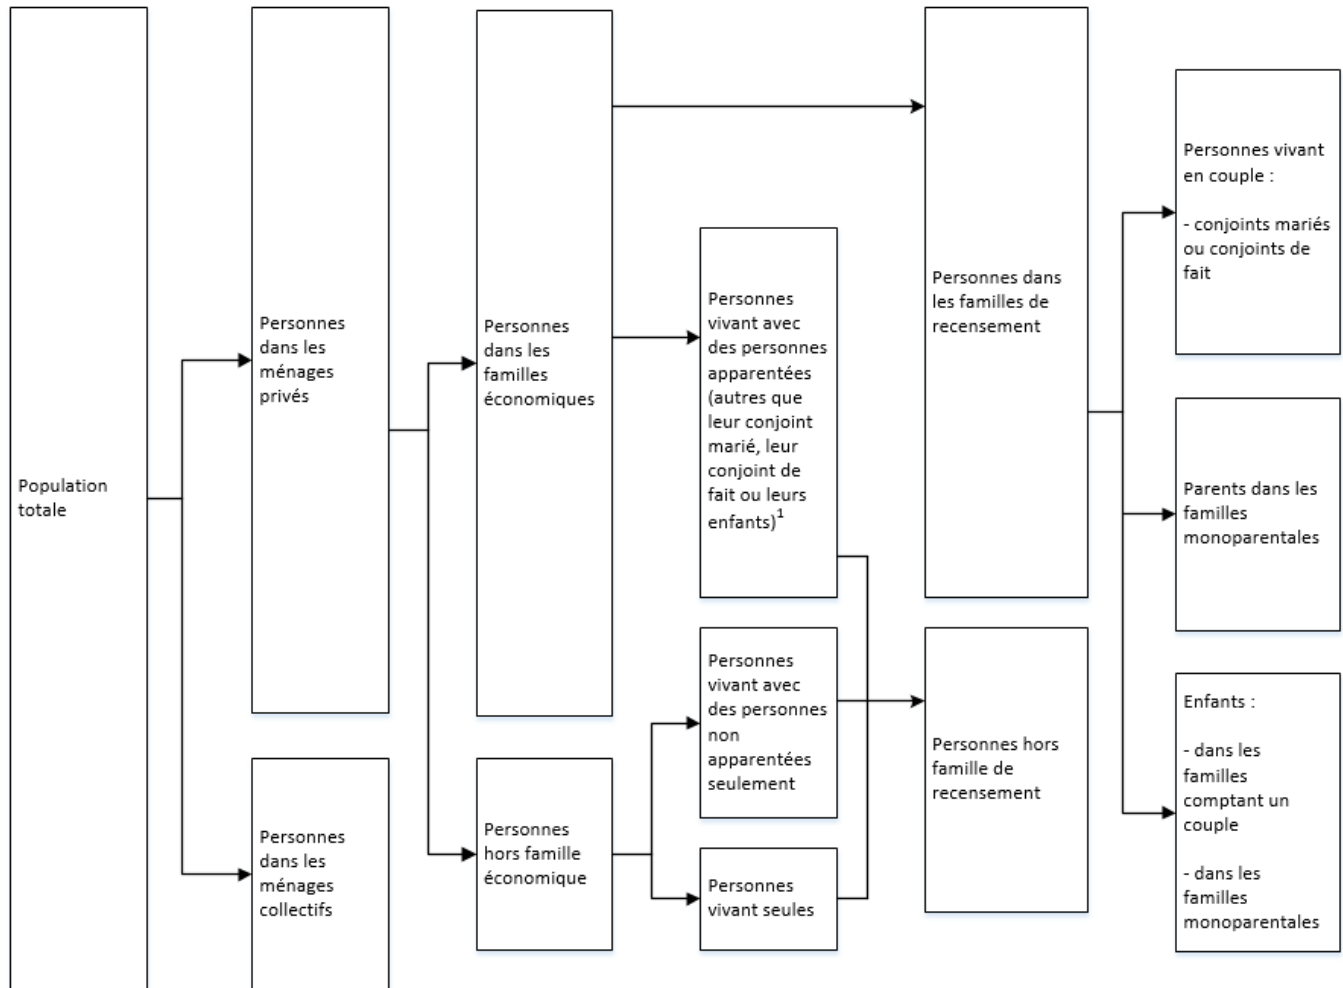 Population
totale
Personnes
dans les
ménages
privés
Personnes
dans les
ménages
collectifs
Personnes
dans les
familles
économiques
Personnes
hors famille
économique
Personnes
vivant avec
des personnes
apparentées
(autres que
leur conjoint
marié, leur
conjoint de
fait ou leurs
enfants)¹
Personnes
vivant avec
des personnes
non
apparentées
seulement
Personnes
vivant seules
Personnes dans
les familles de
recensement
Personnes hors
famille de
recensement
Personnes vivant
en couple :
- conjoints mariés
ou conjoints de
fait
Parents dans les
familles
monoparentales
Enfants :
- dans les
familles
comptant un
couple
- dans les
familles
monoparentales